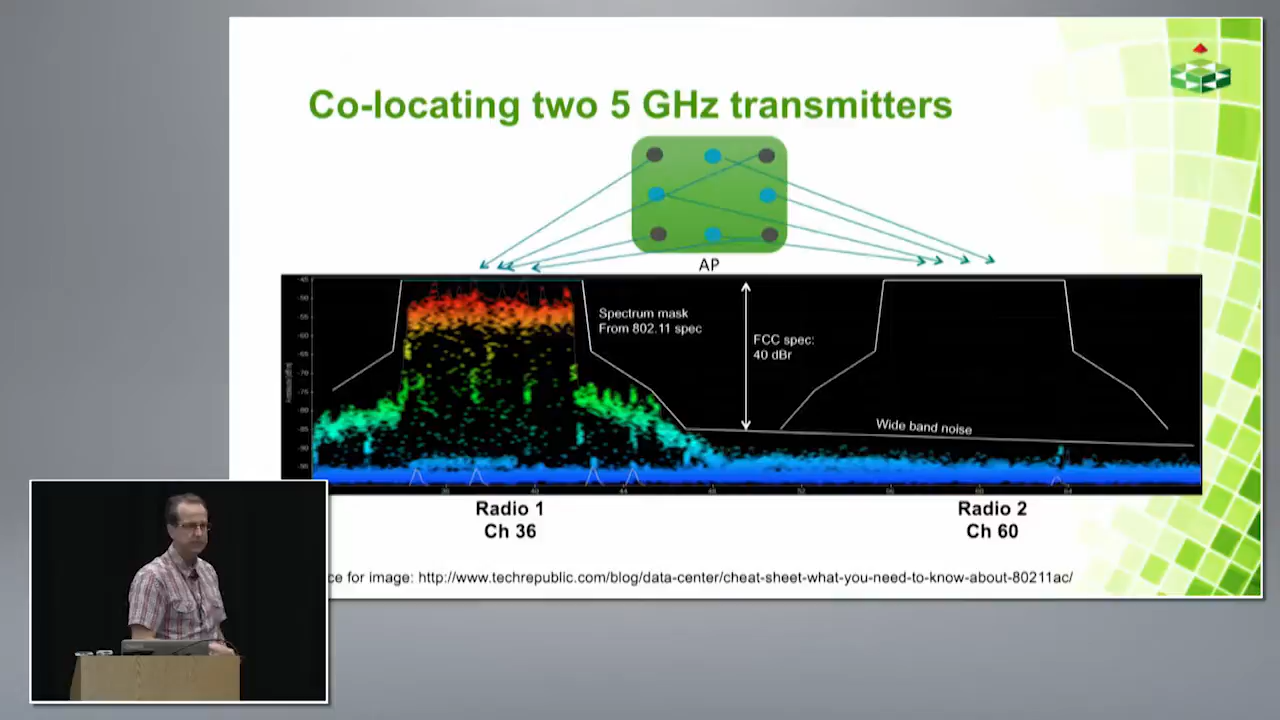 Co-locating two 5 GHz transmitters
AP
Spectrum mask
From 802.11 spec
FCC spec:
40 dBr
Wide band noise
Radio 1
Ch 36
Radio 2
Ch 60
ce for image: http://www.techrepublic.com/blog/data-center/cheat-sheet-what-you-need-to-know-about-80211ac/